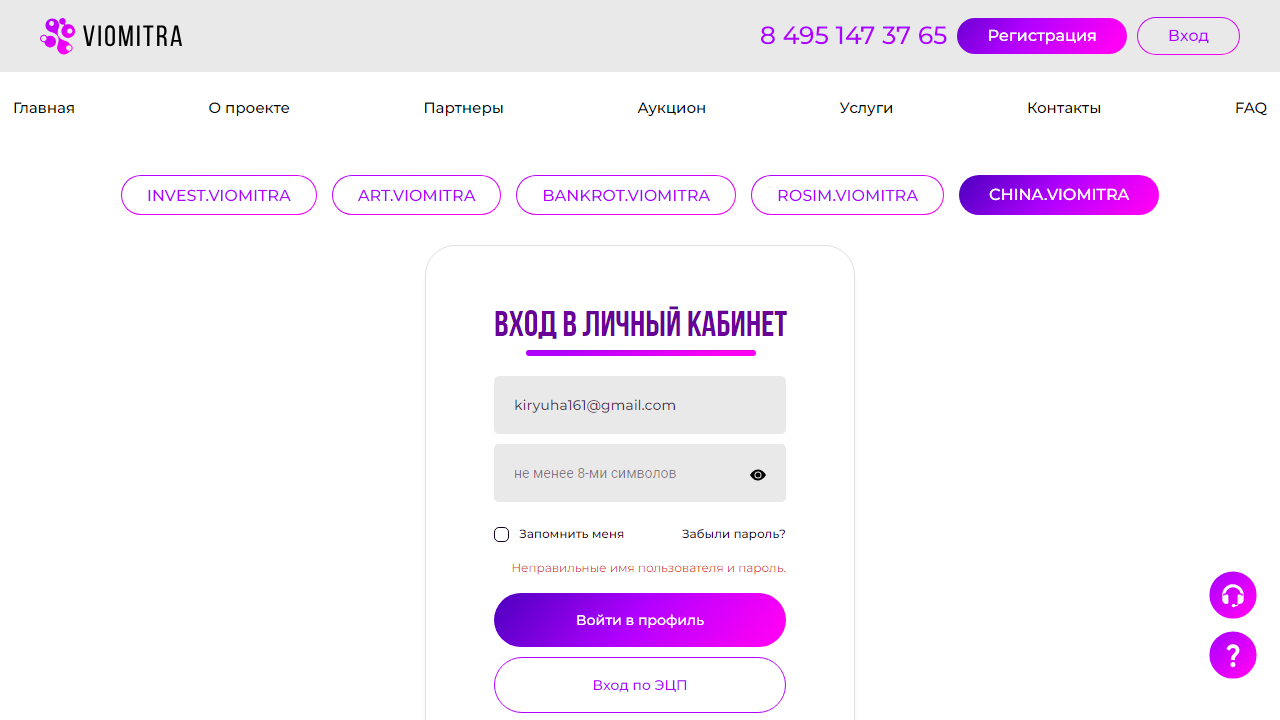 VIOMITRA
8 495 147 37 65
Регистрация
Вход
Главная
О проекте
Партнеры
Аукцион
Услуги
Контакты
FAQ
INVEST.VIOMITRA
ART.VIOMITRA
BANKROT.VIOMITRA
ROSIM.VIOMITRA
CHINA.VIOMITRA
ВХОД В ЛИЧНЫЙ КАБИНЕТ
kiryuha161@gmail.com
не менее 8-ми символов
Запомнить меня
Забыли пароль?
Неправильные имя пользователя и пароль.
Войти в профиль
Вход по ЭЦП
?